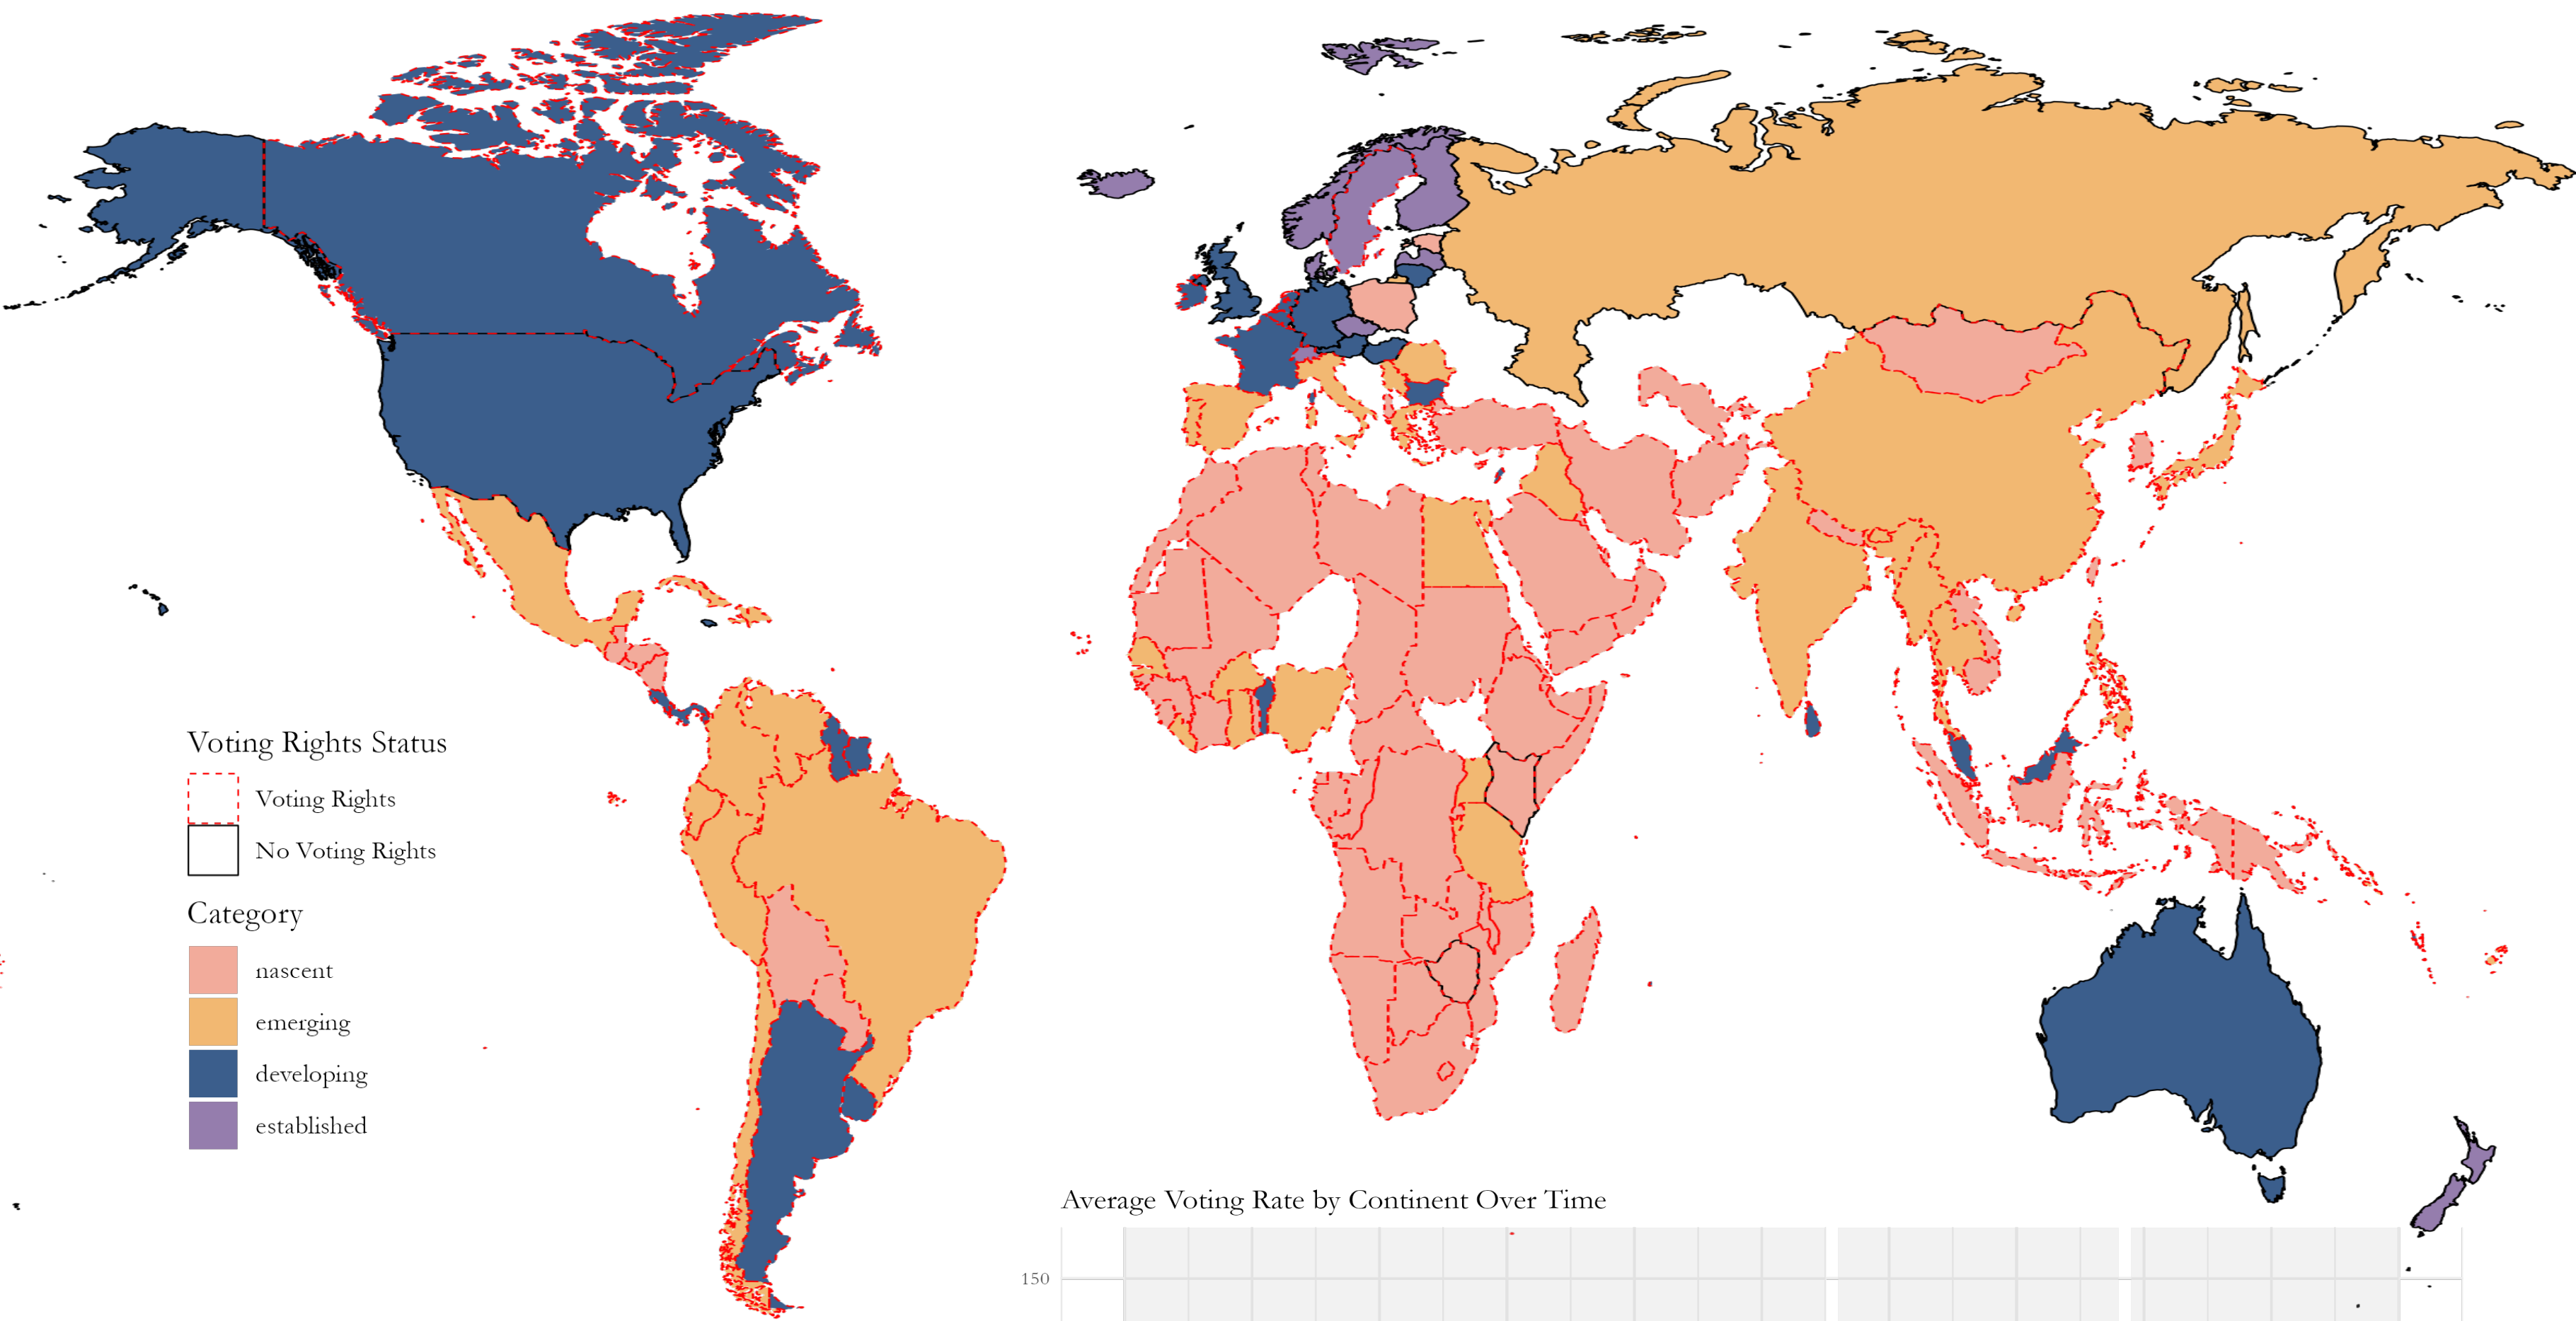 Voting Rights Status
Voting Rights
No Voting Rights
Category
nascent
emerging
developing
established
Average Voting Rate by Continent Over Time
150